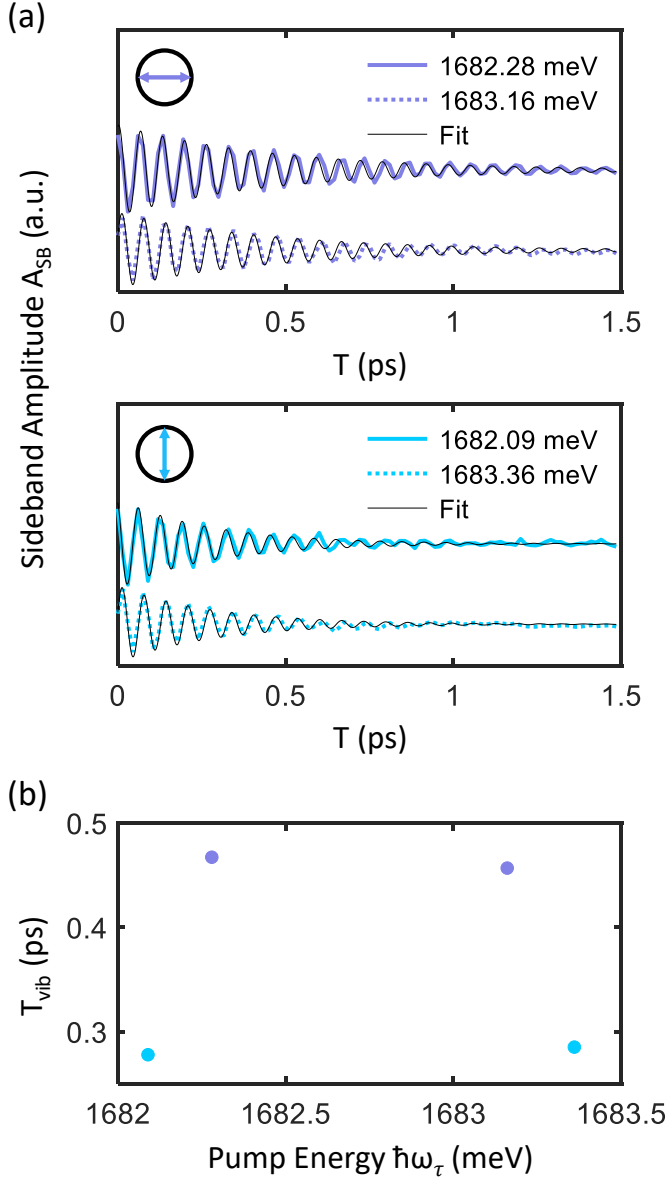 (a)
1682.28 meV
1683.16 meV
Fit
0 0.5 1 1.5
T (ps)
Sideband Amplitude A_SB (a.u.)
1682.09 meV
1683.36 meV
Fit
0 0.5 1 1.5
T (ps)
(b)
0.5
0.4
0.3
T_vib (ps)
1682 1682.5 1683 1683.5
Pump Energy ħω_τ (meV)